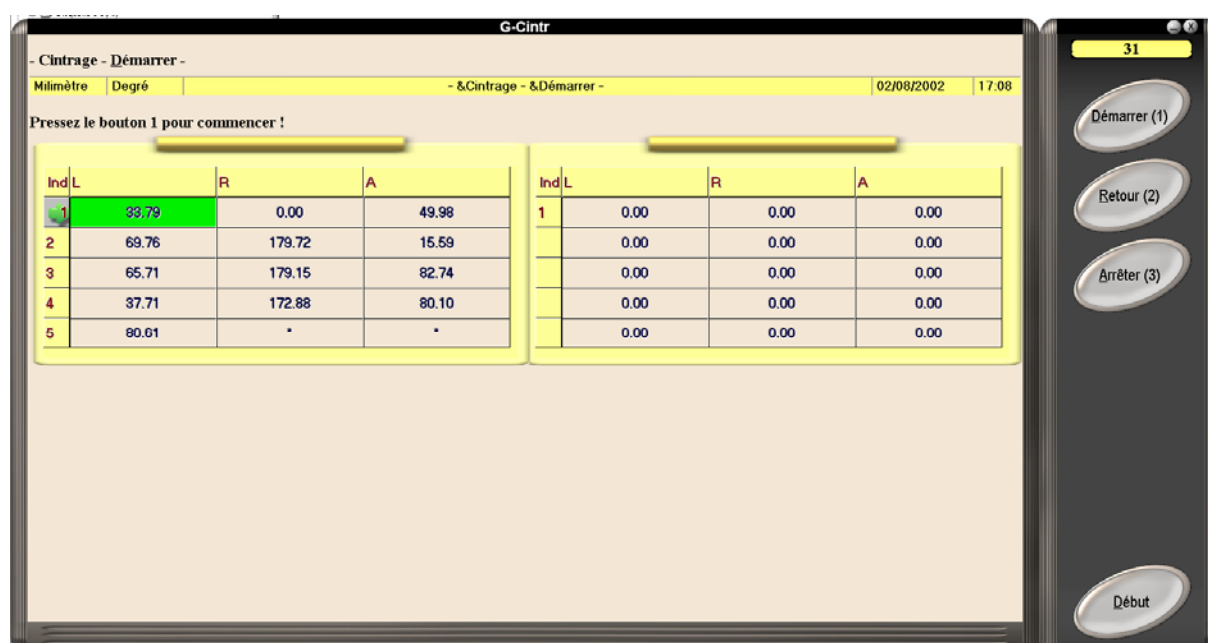 G-Cintr
- Cintrage - Démarrer -
Milimètre Degré - &Cintrage - &Démarrer - 02/08/2002 17:08
Pressez le bouton 1 pour commencer !
Ind L R A Ind L R A
1 33.79 0.00 49.98 1 0.00 0.00 0.00
2 69.76 179.72 15.59 0.00 0.00 0.00
3 65.71 179.15 82.74 0.00 0.00 0.00
4 37.71 172.88 80.10 0.00 0.00 0.00
5 80.61 * * 0.00 0.00 0.00
31
Démarrer (1)
Retour (2)
Arrêter (3)
Début